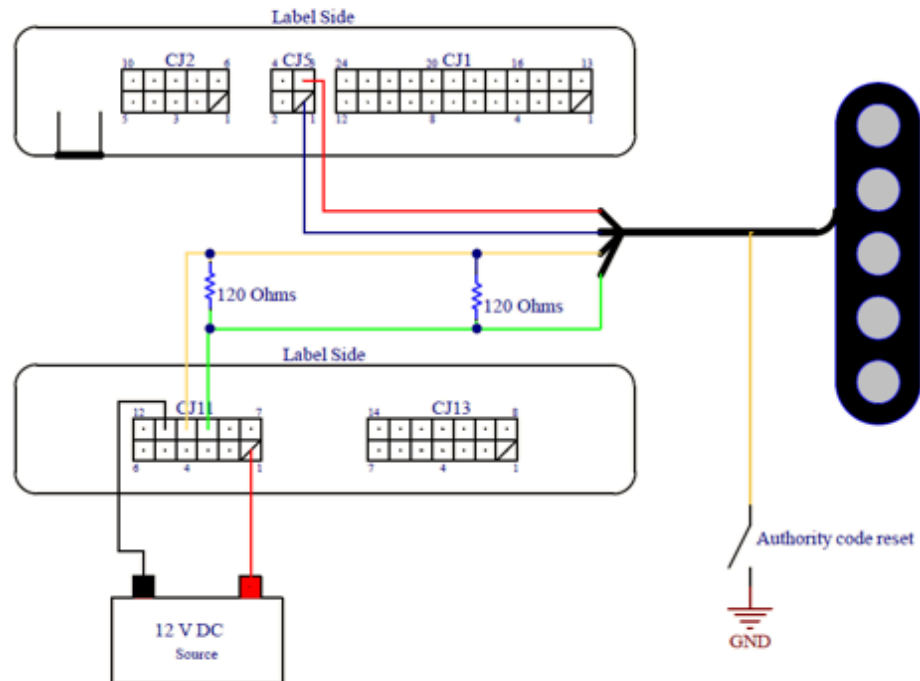 Label Side
10 CJ2 6
4 CJ5 3
24 20 CJ1 16 13
5 3 1
2 1
12 8 4 1
120 Ohms
120 Ohms
Label Side
12 CJ11 7
14 CJ13 8
6 4 1
7 4 1
Authority code reset
GND
12 V DC
Source